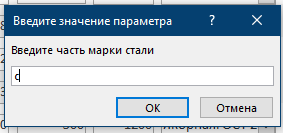 Введите значение параметра
Введите часть марки стали
с
ОК
Отмена